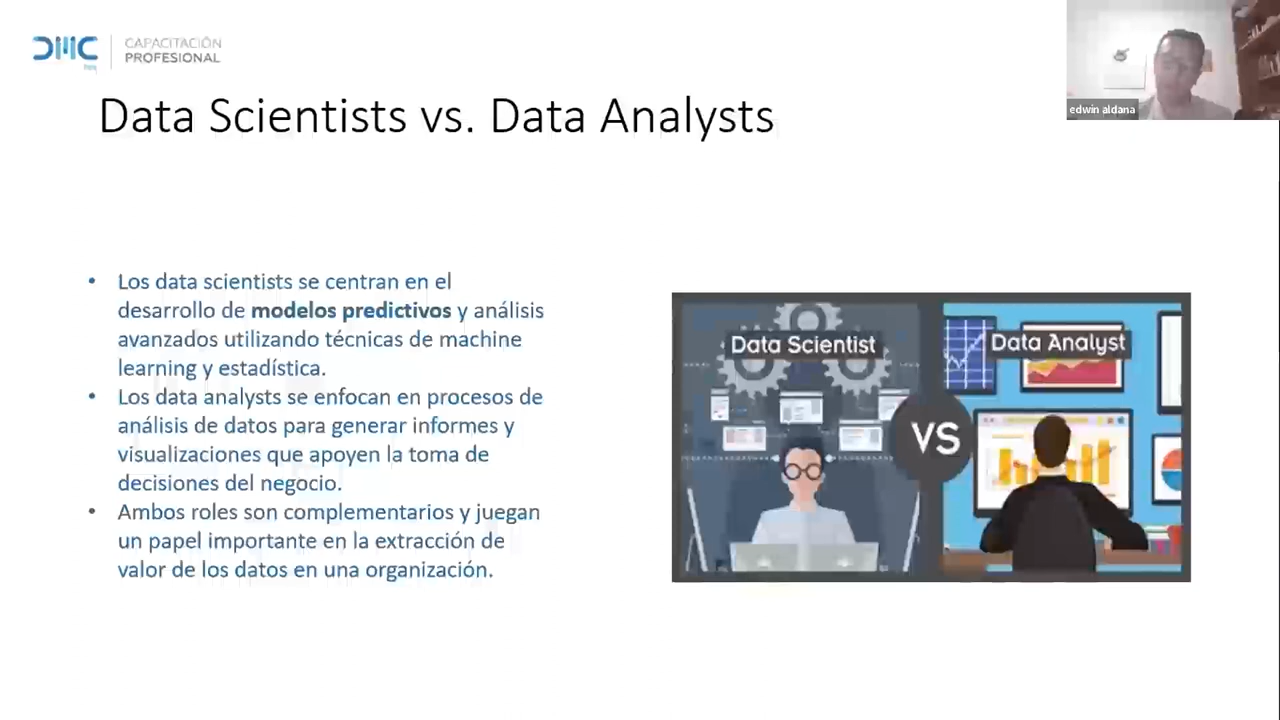 DMC
CAPACITACIÓN
PROFESIONAL
edwin aldana
Data Scientists vs. Data Analysts
• Los data scientists se centran en el
desarrollo de modelos predictivos y análisis
avanzados utilizando técnicas de machine
learning y estadística.
• Los data analysts se enfocan en procesos de
análisis de datos para generar informes y
visualizaciones que apoyen la toma de
decisiones del negocio.
• Ambos roles son complementarios y juegan
un papel importante en la extracción de
valor de los datos en una organización.
Data Scientist
VS
Data Analyst